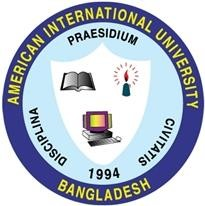 AMERICAN INTERNATIONAL UNIVERSITY
PRAESIDIUM
DISCIPLINA
CIVITATIS
1994
BANGLADESH